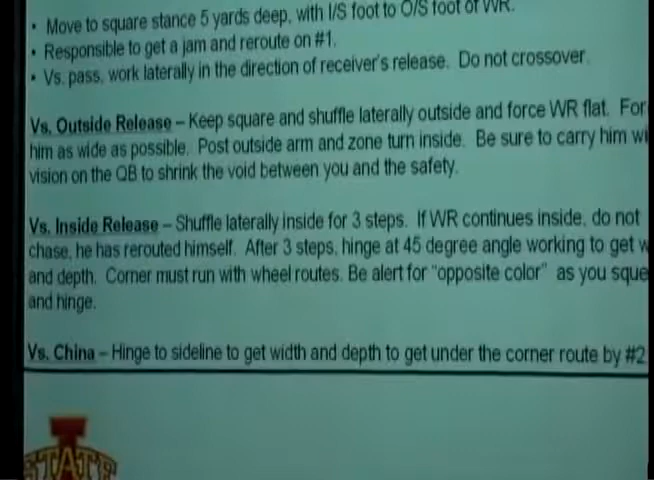 • Move to square stance 5 yards deep, with I/S foot to O/S foot of WR.
• Responsible to get a jam and reroute on #1.
• Vs. pass, work laterally in the direction of receiver's release. Do not crossover.
Vs. Outside Release – Keep square and shuffle laterally outside and force WR flat. For
him as wide as possible. Post outside arm and zone turn inside. Be sure to carry him wi
vision on the QB to shrink the void between you and the safety.
Vs. Inside Release – Shuffle laterally inside for 3 steps. If WR continues inside, do not
chase, he has rerouted himself. After 3 steps, hinge at 45 degree angle working to get w
and depth. Corner must run with wheel routes. Be alert for "opposite color" as you sque
and hinge.
Vs. China – Hinge to sideline to get width and depth to get under the corner route by #2
STATE